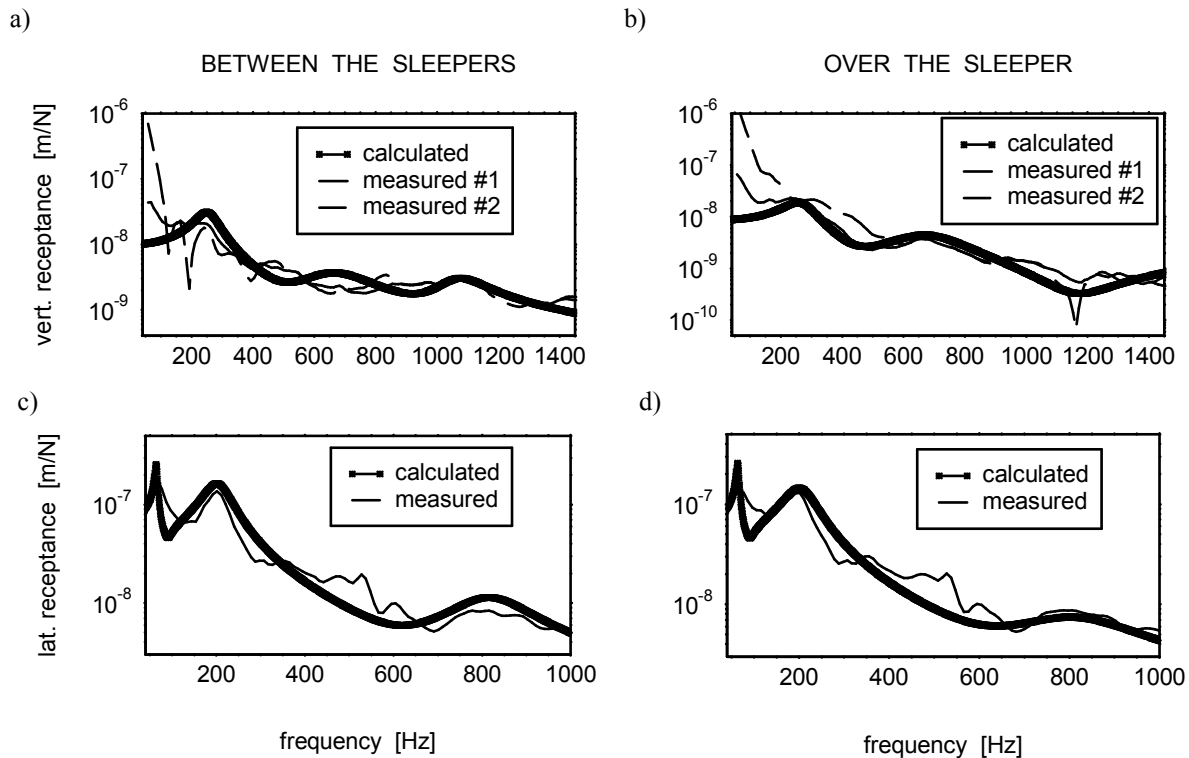 a)
BETWEEN THE SLEEPERS
vert. receptance [m/N]
10-6
10-7
10-8
10-9
calculated
measured #1
measured #2
200 400 600 800 1000 1200 1400
b)
OVER THE SLEEPER
10-6
10-7
10-8
10-9
10-10
calculated
measured #1
measured #2
200 400 600 800 1000 1200 1400
c)
lat. receptance [m/N]
10-7
10-8
calculated
measured
200 400 600 800 1000
frequency [Hz]
d)
10-7
10-8
calculated
measured
200 400 600 800 1000
frequency [Hz]